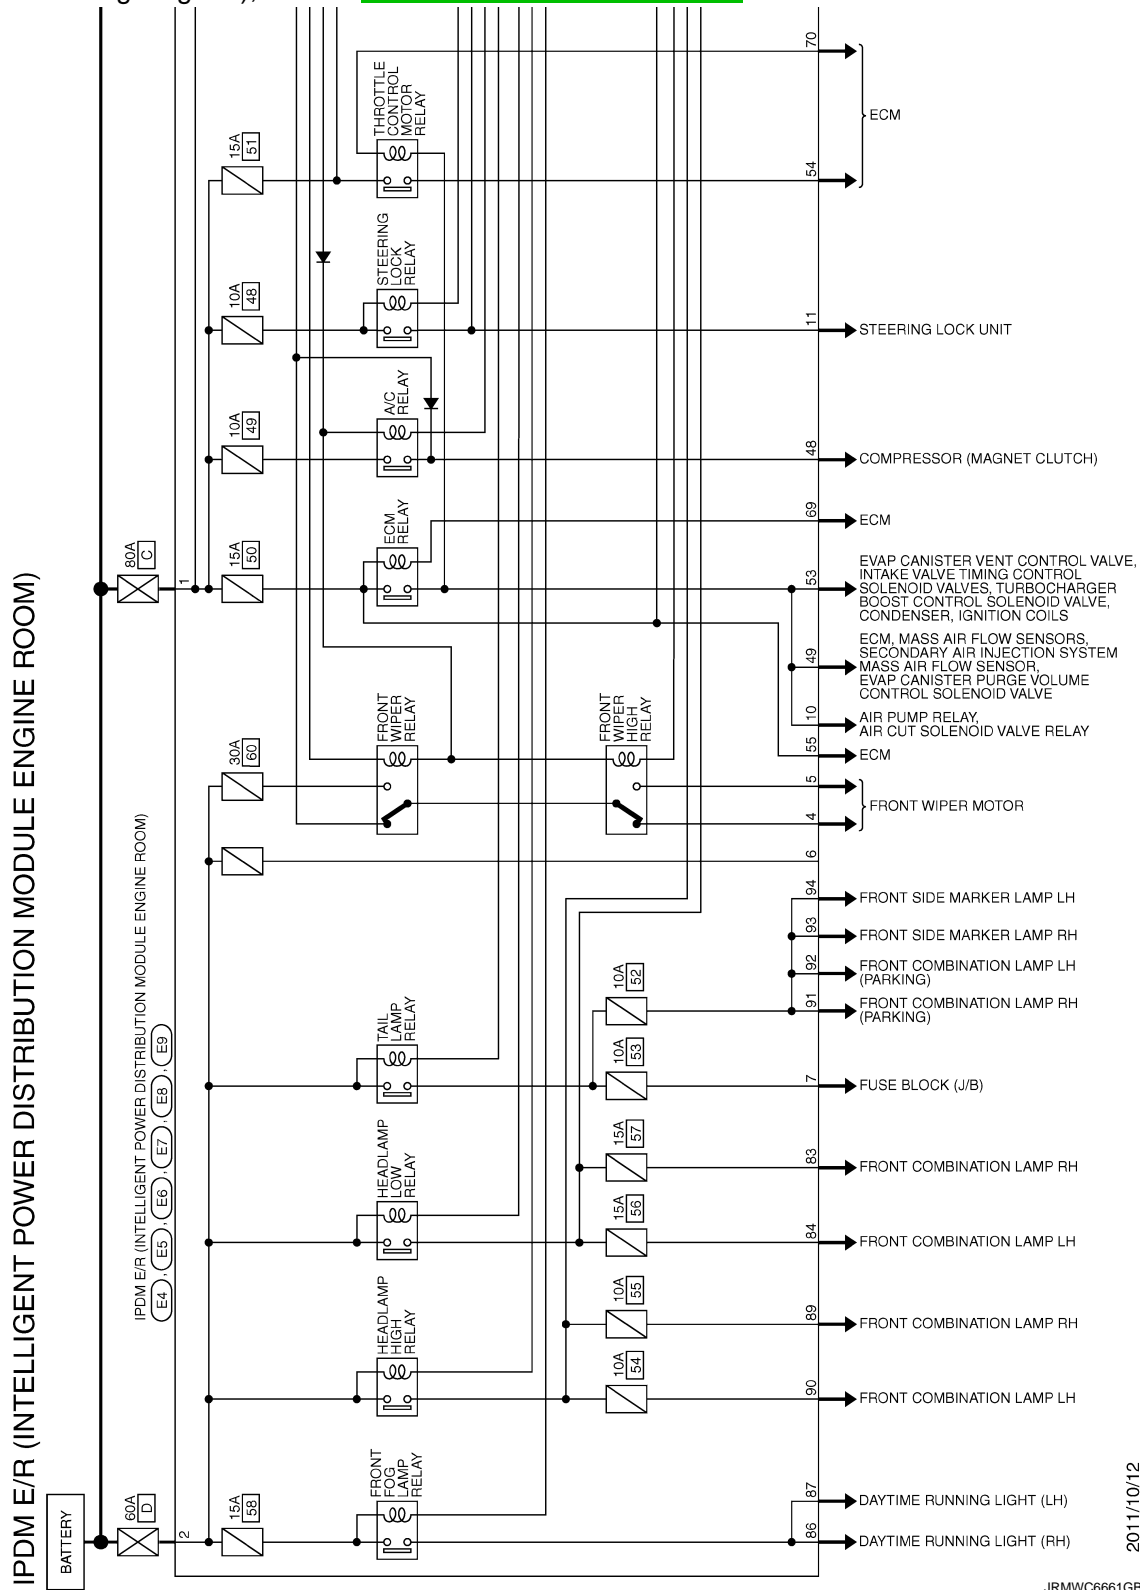 IPDM E/R (INTELLIGENT POWER DISTRIBUTION MODULE ENGINE ROOM)
BATTERY
80A
C
60A
D
IPDM E/R (INTELLIGENT POWER DISTRIBUTION MODULE ENGINE ROOM)
E4 , E5 , E6 , E7 , E8 , E9
1
2
15A
51
THROTTLE
CONTROL
MOTOR
RELAY
70
54
ECM
10A
48
STEERING
LOCK
RELAY
11
STEERING LOCK UNIT
10A
49
A/C
RELAY
48
COMPRESSOR (MAGNET CLUTCH)
15A
50
ECM
RELAY
69
ECM
53
EVAP CANISTER VENT CONTROL VALVE,
INTAKE VALVE TIMING CONTROL
SOLENOID VALVES, TURBOCHARGER
BOOST CONTROL SOLENOID VALVE,
CONDENSER, IGNITION COILS
49
ECM, MASS AIR FLOW SENSORS,
SECONDARY AIR INJECTION SYSTEM
MASS AIR FLOW SENSOR,
EVAP CANISTER PURGE VOLUME
CONTROL SOLENOID VALVE
10
AIR PUMP RELAY,
AIR CUT SOLENOID VALVE RELAY
55
ECM
30A
60
FRONT
WIPER
RELAY
FRONT
WIPER
HIGH
RELAY
5
4
FRONT WIPER MOTOR
6
94
FRONT SIDE MARKER LAMP LH
93
FRONT SIDE MARKER LAMP RH
92
FRONT COMBINATION LAMP LH
(PARKING)
10A
52
91
FRONT COMBINATION LAMP RH
(PARKING)
TAIL
LAMP
RELAY
10A
53
7
FUSE BLOCK (J/B)
15A
57
83
FRONT COMBINATION LAMP RH
HEADLAMP
LOW
RELAY
15A
56
84
FRONT COMBINATION LAMP LH
10A
55
89
FRONT COMBINATION LAMP RH
HEADLAMP
HIGH
RELAY
10A
54
90
FRONT COMBINATION LAMP LH
15A
58
FRONT
FOG
LAMP
RELAY
87
DAYTIME RUNNING LIGHT (LH)
86
DAYTIME RUNNING LIGHT (RH)
2011/10/12